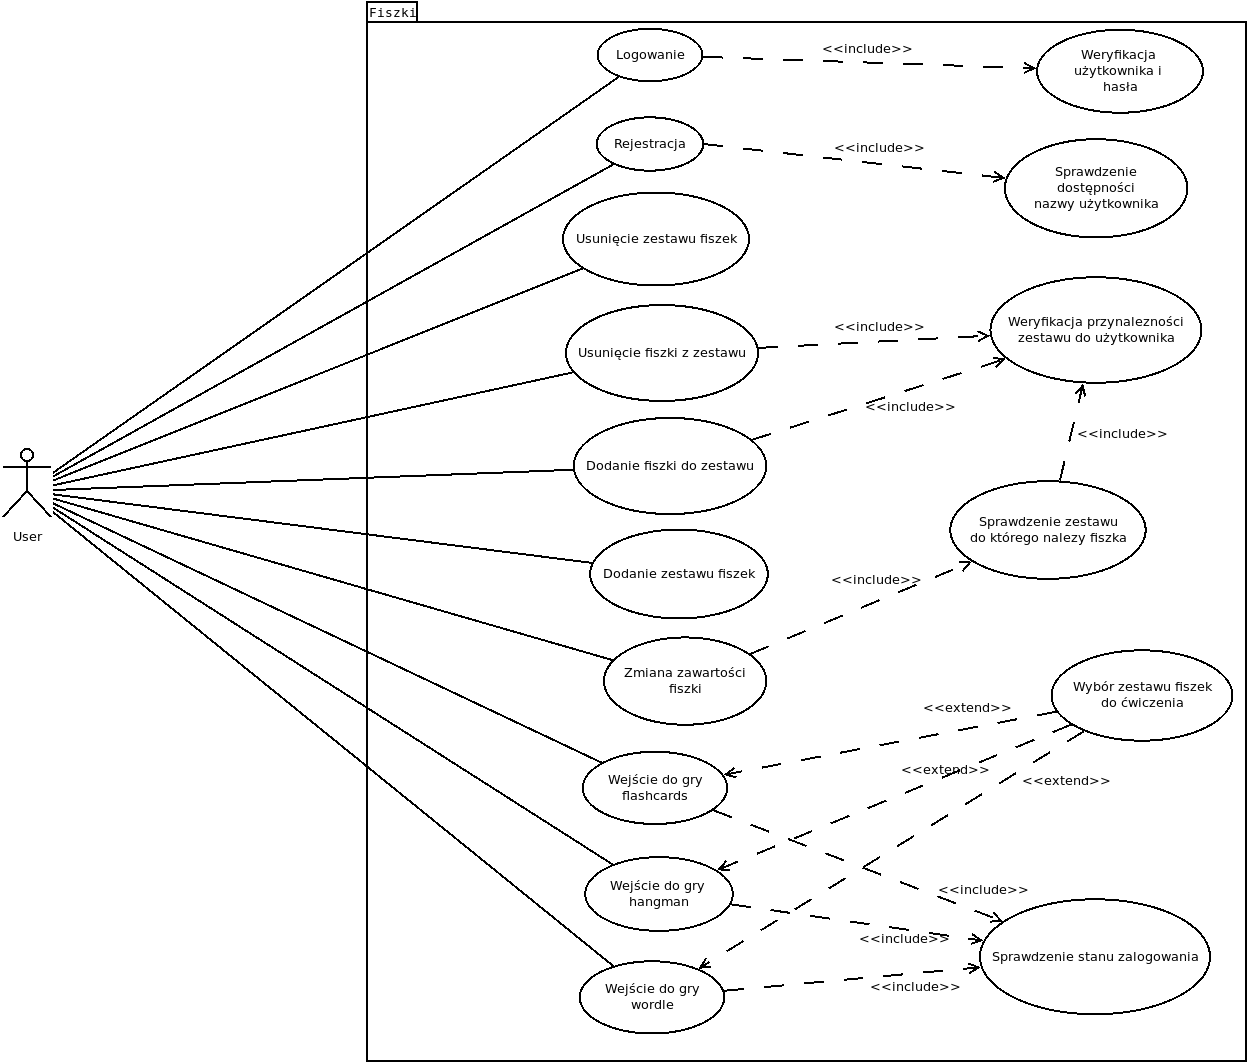 Fiszki
Logowanie
<<include>>
Weryfikacja
użytkownika i
hasła
Rejestracja
<<include>>
Sprawdzenie
dostępności
nazwy użytkownika
Usunięcie zestawu fiszek
Usunięcie fiszki z zestawu
<<include>>
Weryfikacja przynalezności
zestawu do użytkownika
<<include>>
<<include>>
Dodanie fiszki do zestawu
Sprawdzenie zestawu
do którego nalezy fiszka
User
Dodanie zestawu fiszek
<<include>>
Zmiana zawartości
fiszki
Wybór zestawu fiszek
do ćwiczenia
<<extend>>
<<extend>>
<<extend>>
Wejście do gry
flashcards
Wejście do gry
hangman
<<include>>
<<include>>
Sprawdzenie stanu zalogowania
<<include>>
Wejście do gry
wordle